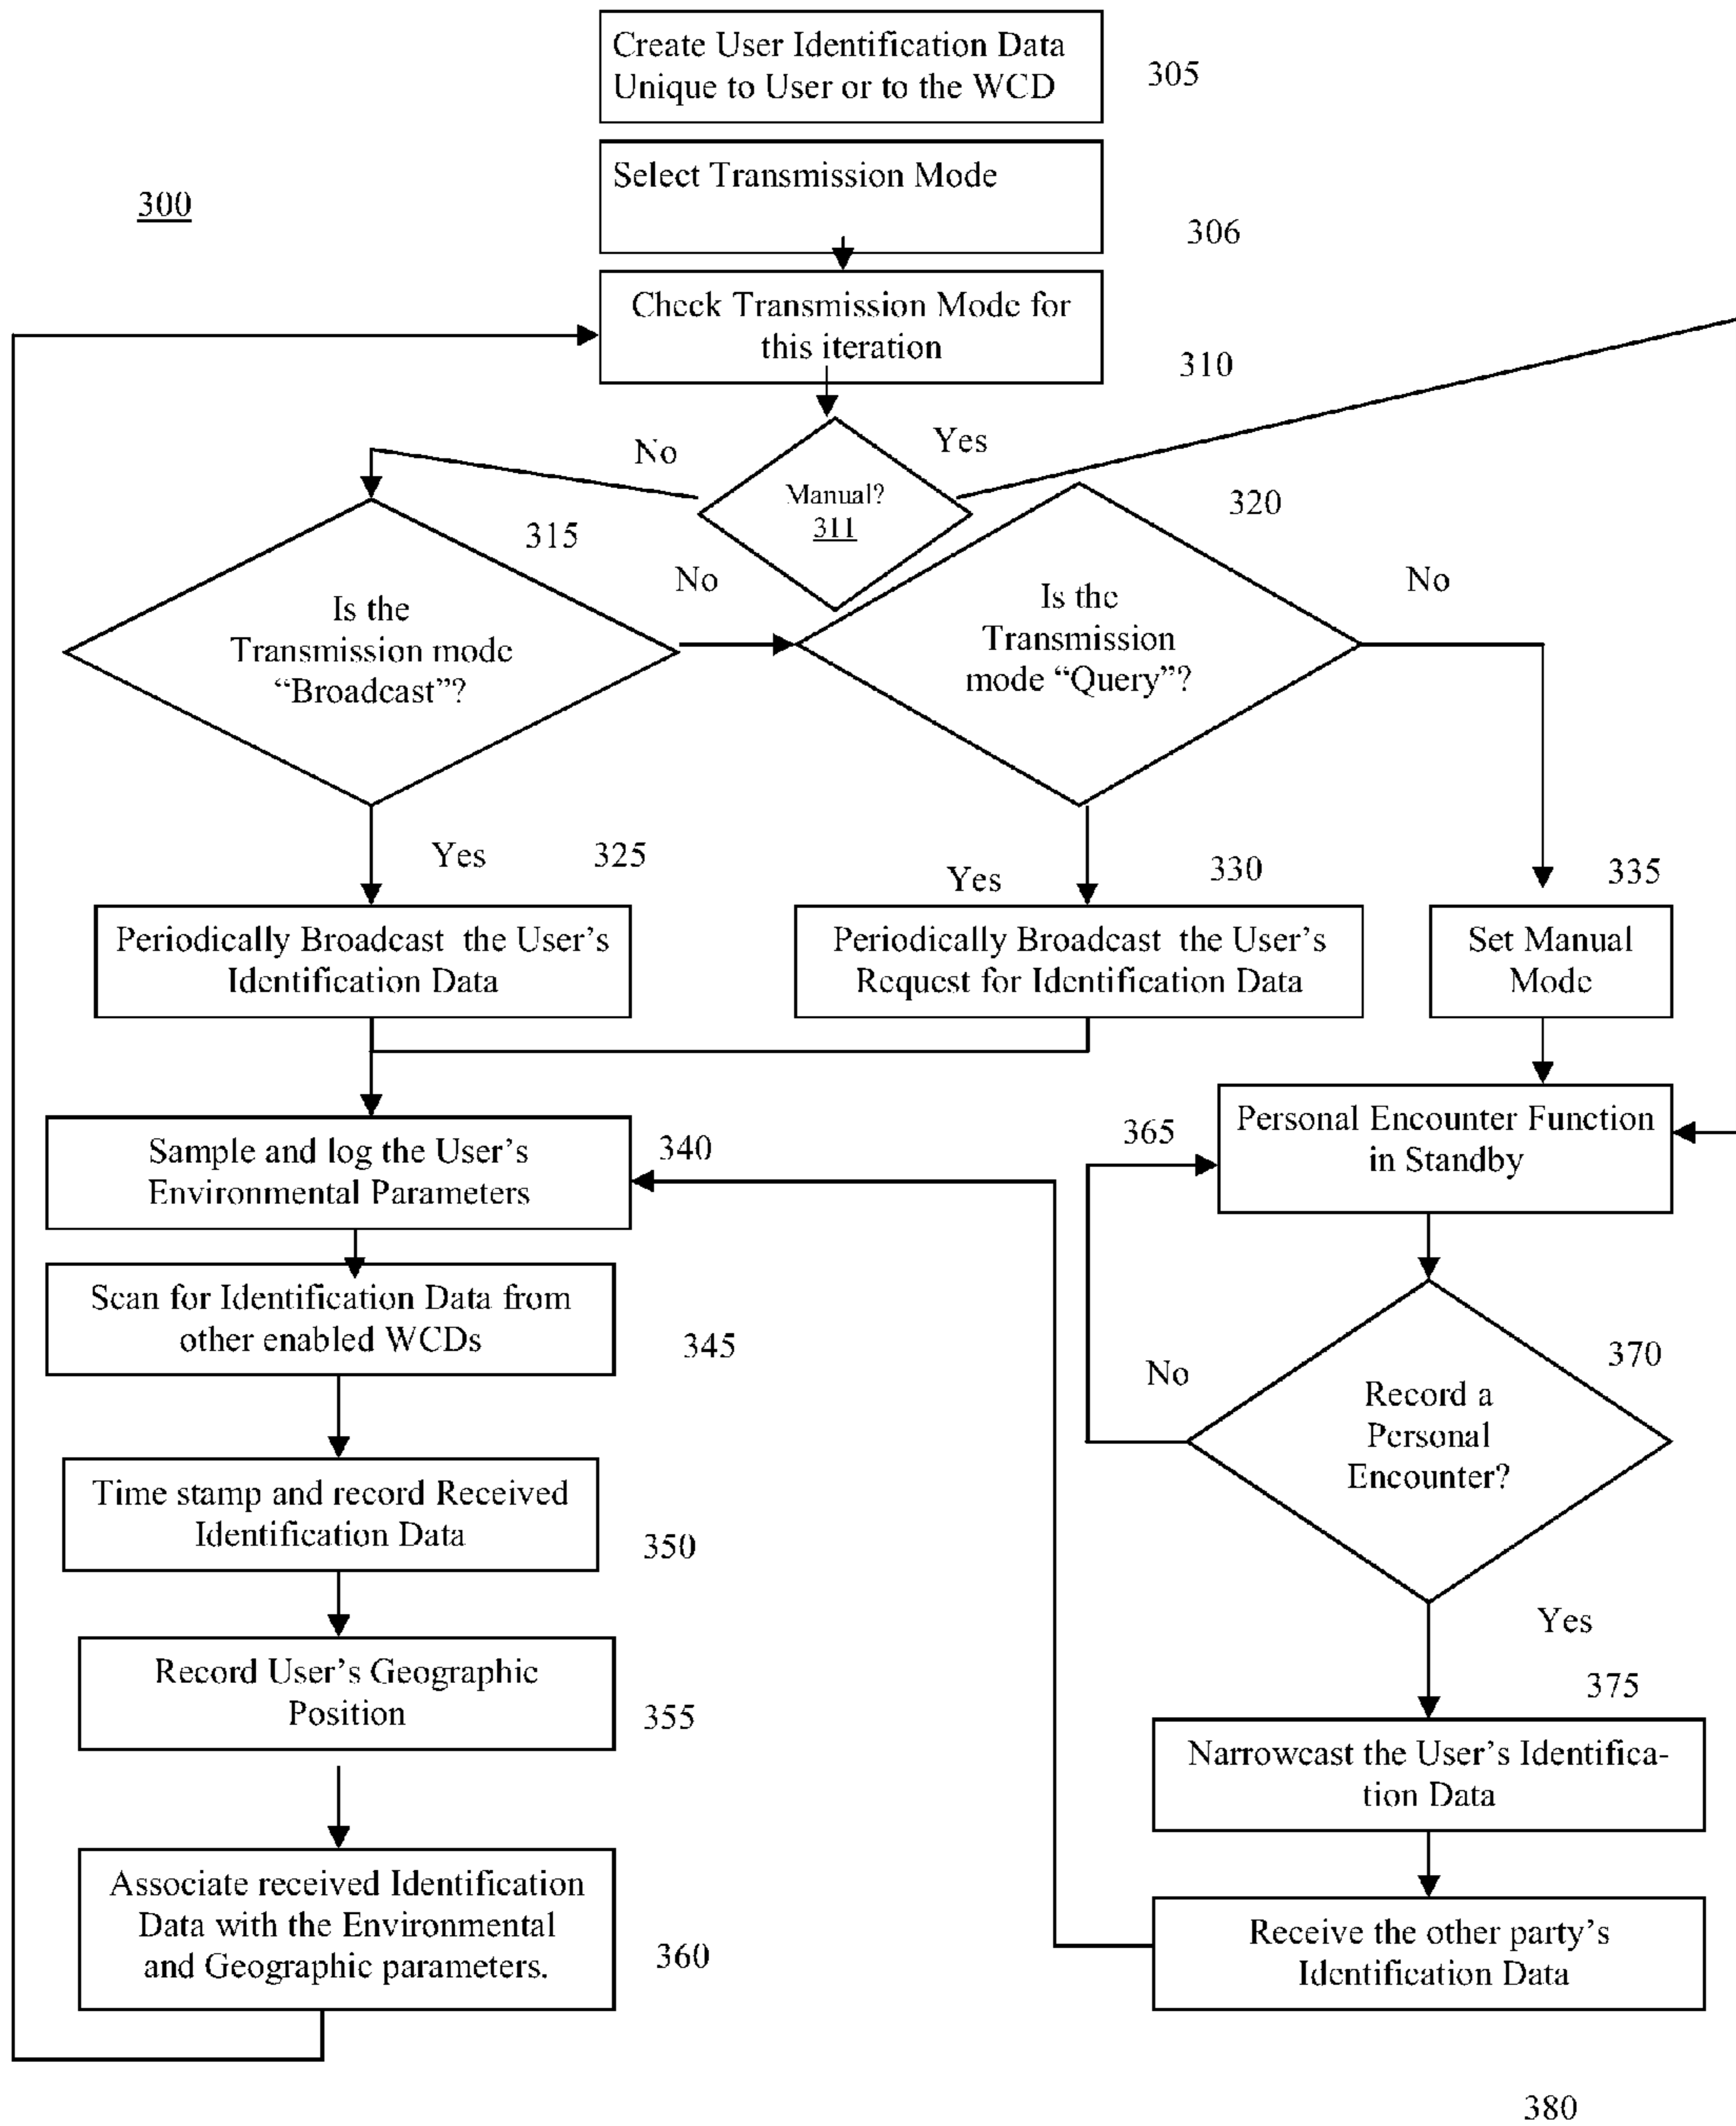 Create User Identification Data
Unique to User or to the WCD
305
Select Transmission Mode
300
306
Check Transmission Mode for
this iteration
310
No
Yes
Manual?
311
320
315
No
No
Is the
Transmission mode
“Broadcast”?
Is the
Transmission
mode “Query”?
Yes
325
Yes
330
335
Periodically Broadcast the User’s
Identification Data
Periodically Broadcast the User’s
Request for Identification Data
Set Manual
Mode
Sample and log the User’s
Environmental Parameters
340
365
Personal Encounter Function
in Standby
Scan for Identification Data from
other enabled WCDs
345
No
370
Record a
Personal
Encounter?
Time stamp and record Received
Identification Data
350
Yes
Record User’s Geographic
Position
355
375
Narrowcast the User’s Identifica-
tion Data
Associate received Identification
Data with the Environmental
and Geographic parameters.
360
Receive the other party’s
Identification Data
380